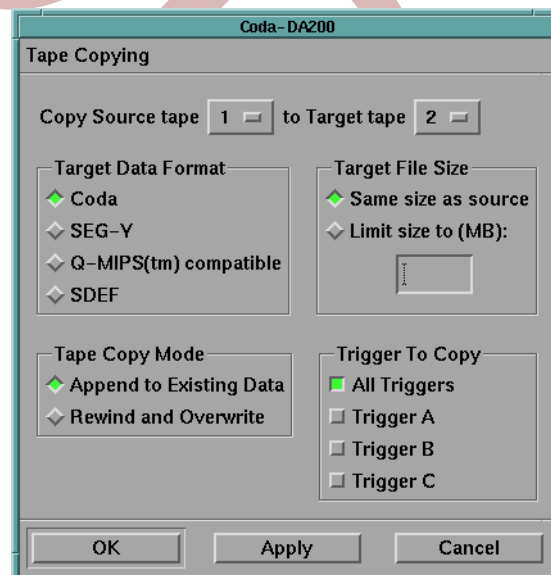 Coda-DA200
Tape Copying
Copy Source tape 1 to Target tape 2
Target Data Format
Coda
SEG-Y
Q-MIPS(tm) compatible
SDEF
Target File Size
Same size as source
Limit size to (MB):
Tape Copy Mode
Append to Existing Data
Rewind and Overwrite
Trigger To Copy
All Triggers
Trigger A
Trigger B
Trigger C
OK Apply Cancel